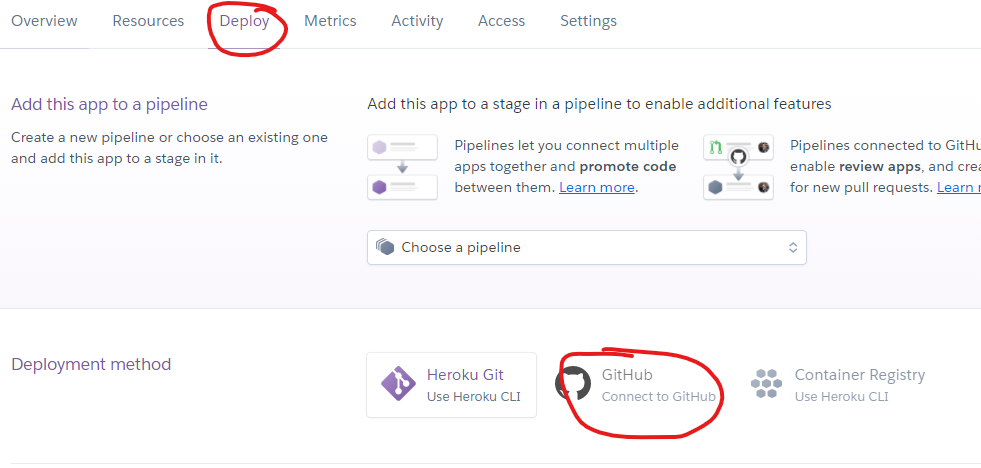 Overview Resources Deploy Metrics Activity Access Settings
Add this app to a pipeline
Create a new pipeline or choose an existing one
and add this app to a stage in it.
Add this app to a stage in a pipeline to enable additional features
Pipelines let you connect multiple
apps together and promote code
between them. Learn more.
Pipelines connected to GitHu
enable review apps, and crea
for new pull requests. Learn
Choose a pipeline
Deployment method
Heroku Git
Use Heroku CLI
GitHub
Connect to GitHub
Container Registry
Use Heroku CLI